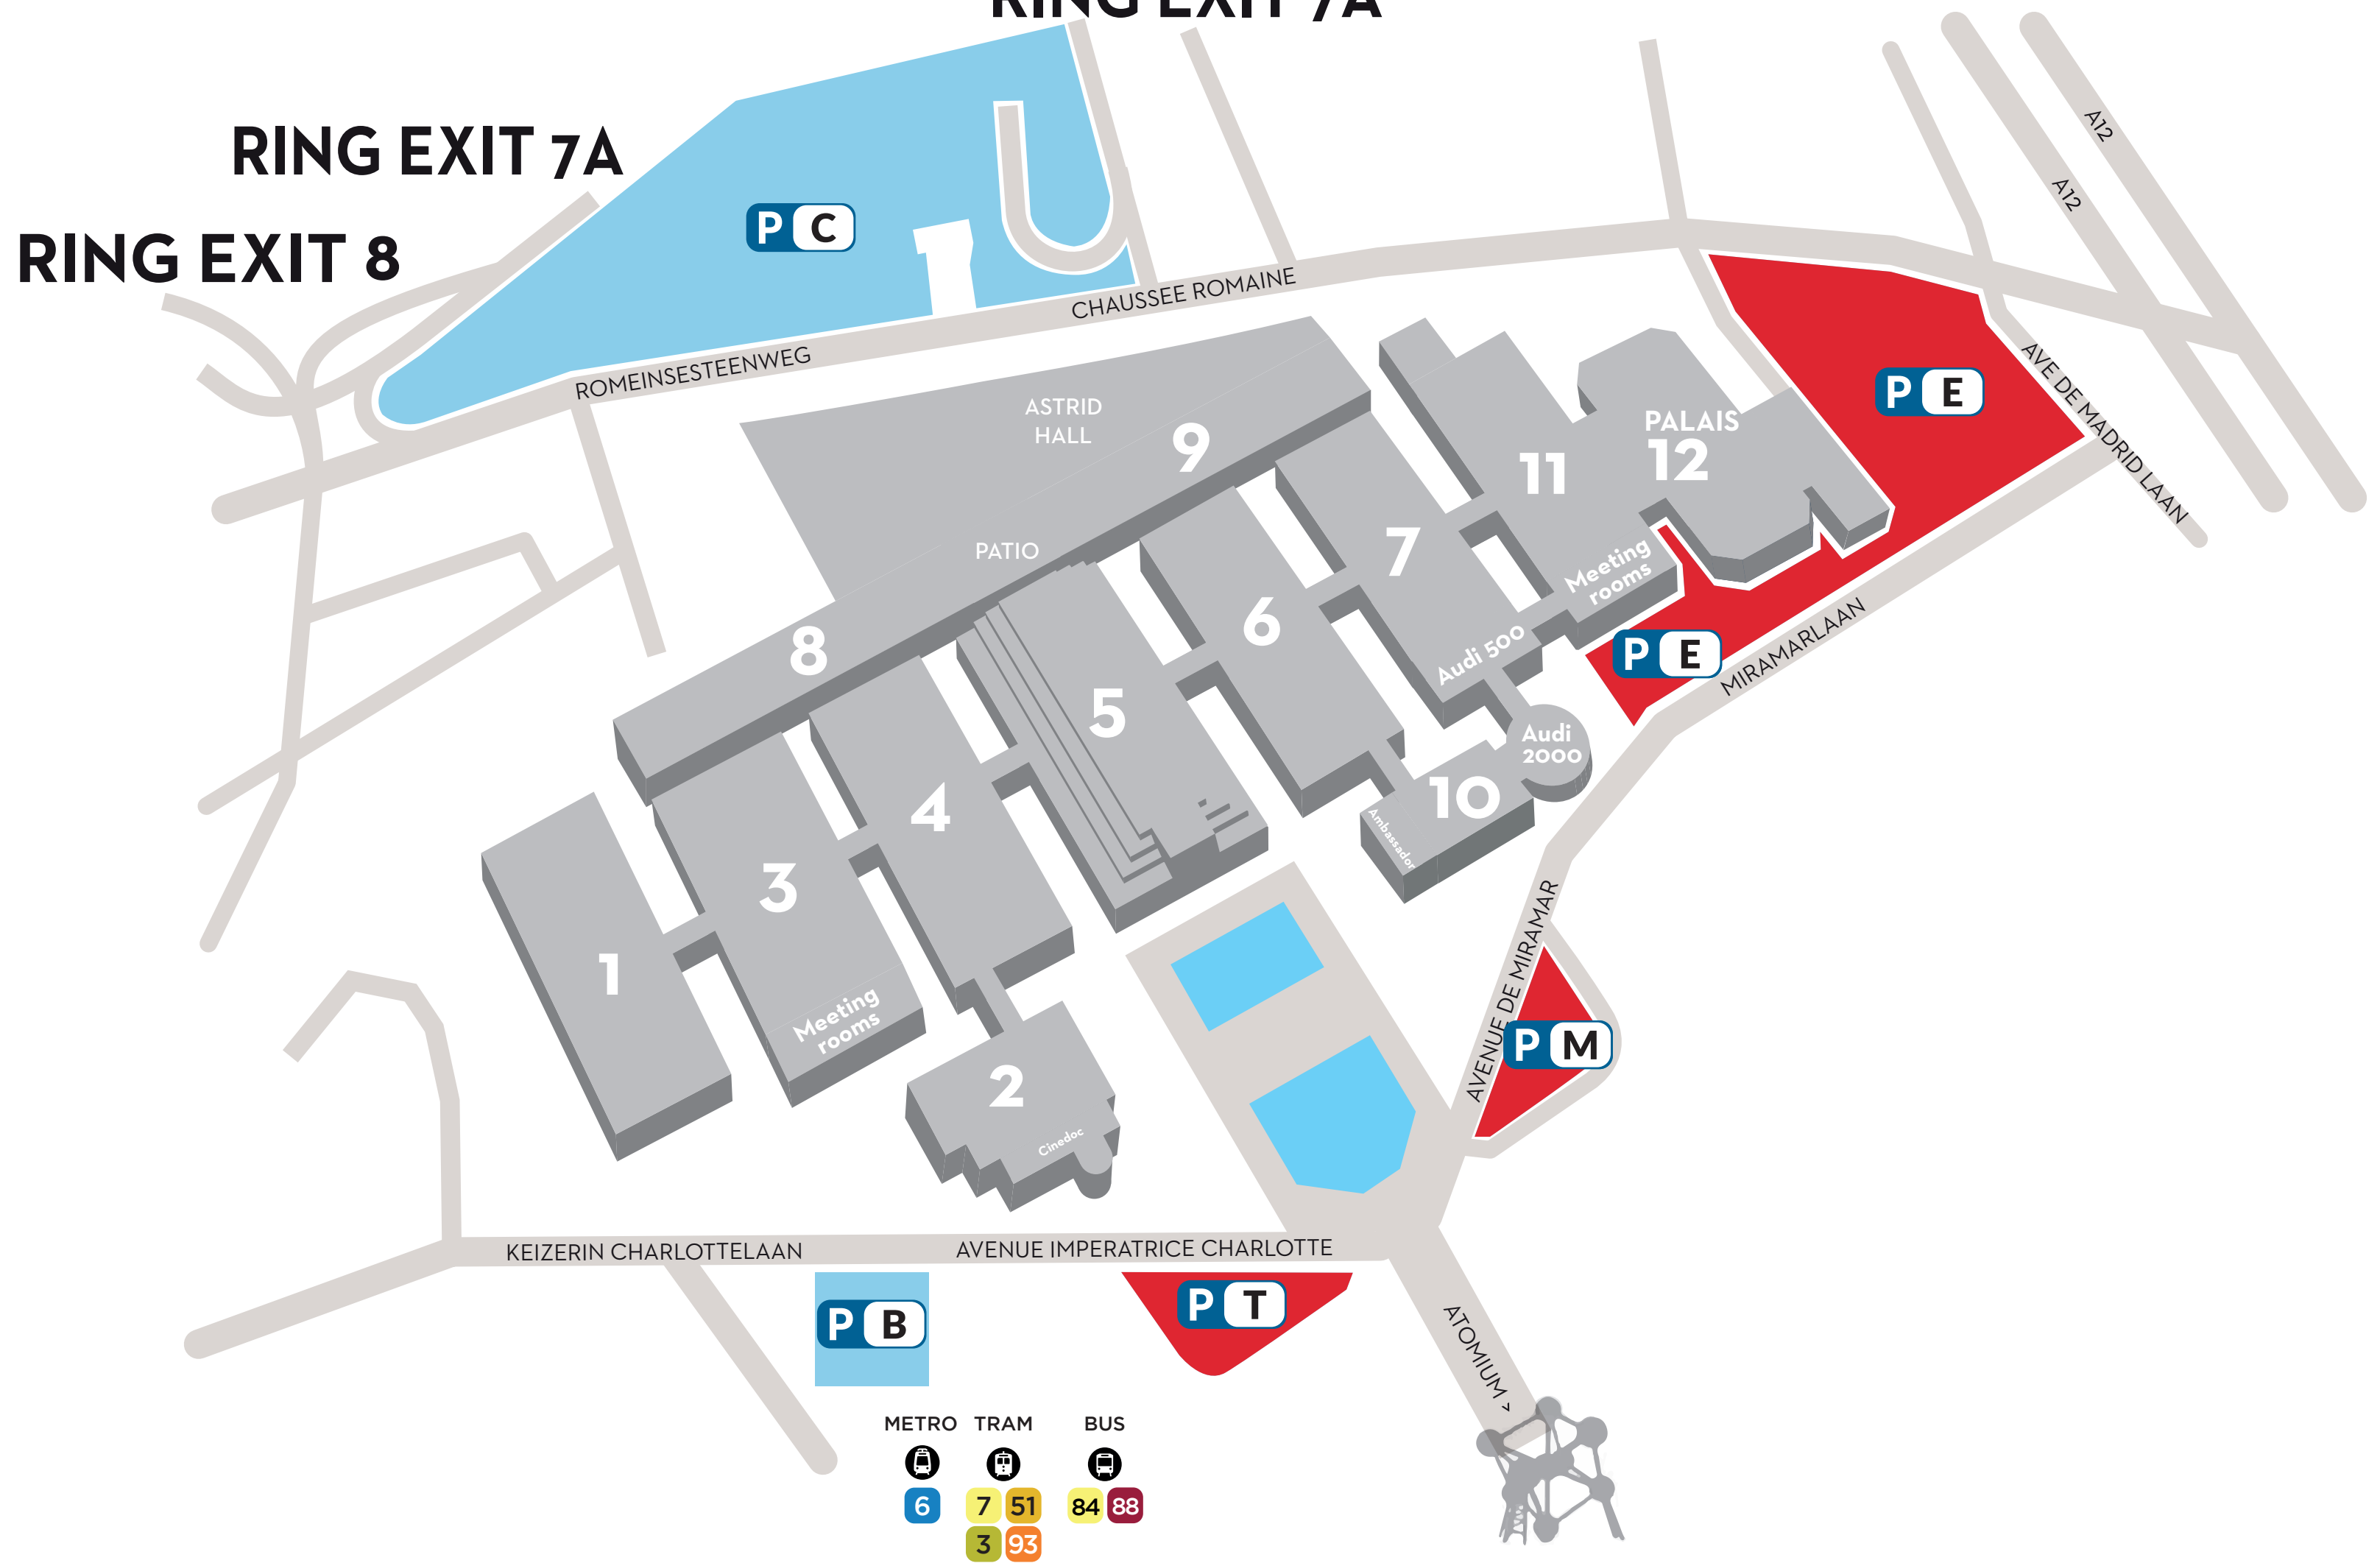 RING EXIT 7A
RING EXIT 7A
RING EXIT 8
P C
CHAUSSEE ROMAINE
ROMEINSESTEENWEG
A12
A12
AVE DE MADRID LAAN
P E
ASTRID
HALL
9
PATIO
8
PALAIS
12
11
7
6
5
4
3
1
2
10
Meeting
rooms
Audi 500
Audi
2000
Ambassador
P E
MIRAMARLAAN
AVENUE DE MIRAMAR
P M
Meeting
rooms
Cinedoc
KEIZERIN CHARLOTTELAAN
AVENUE IMPERATRICE CHARLOTTE
P B
P T
ATOMIUM >
METRO TRAM BUS
6 7 51 84 88
3 93